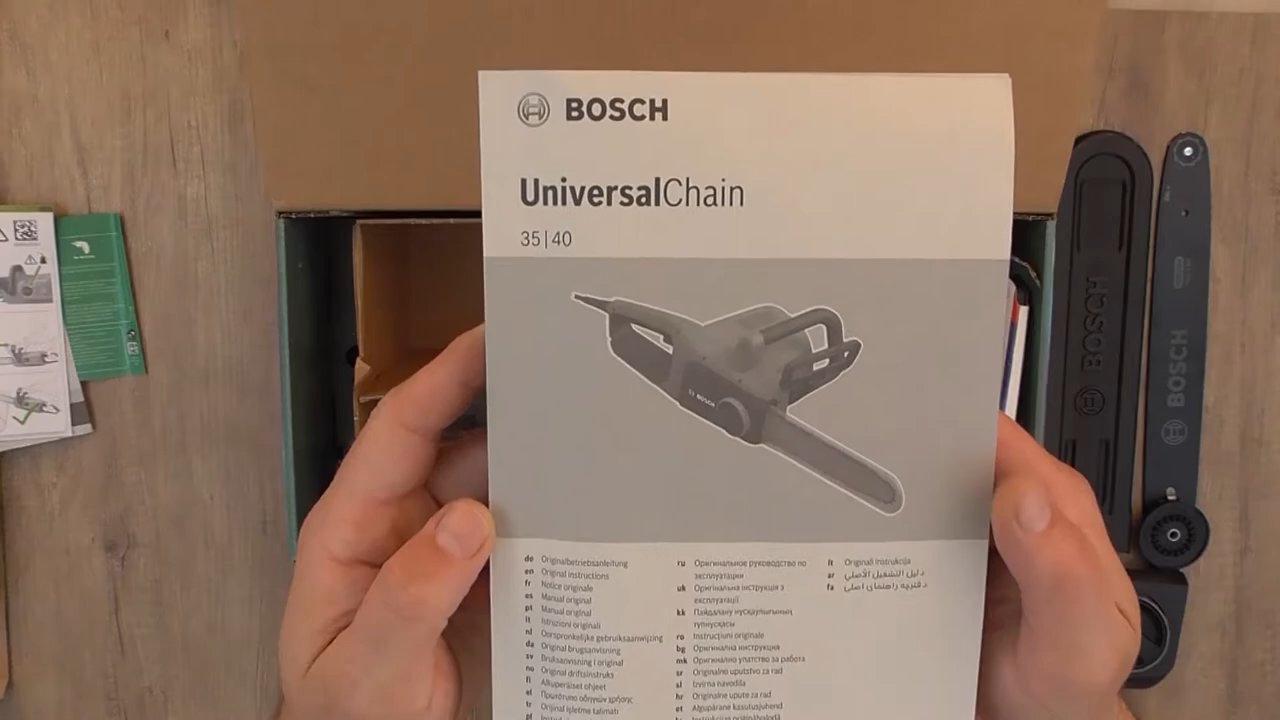 BOSCH
UniversalChain
35|40
BOSCH
de Originalbetriebsanleitung
en Original instructions
fr Notice originale
es Manual original
pt Manual original
it Istruzioni originali
nl Oorspronkelijke gebruiksaanwijzing
da Original brugsanvisning
sv Bruksanvisning i original
no Original driftsinstruks
fi Alkuperäiset ohjeet
el Πρωτότυπο οδηγιών χρήσης
tr Orijinal işletme talimatı
pl
ru Оригинальное руководство по
эксплуатации
uk Оригінальна інструкція з
експлуатації
kk Пайдалану нұсқаулығының
түпнұсқасы
ro Instrucțiuni originale
bg Оригинална инструкция
mk Оригинално упатство за работа
sr Originalno uputstvo za rad
sl Izvirna navodila
hr Originalne upute za rad
et Algupärane kasutusjuhend
lt Originali instrukcija
ar دليل التشغيل الأصلي
fa دفترچه راهنمای اصلی
BOSCH
BOSCH